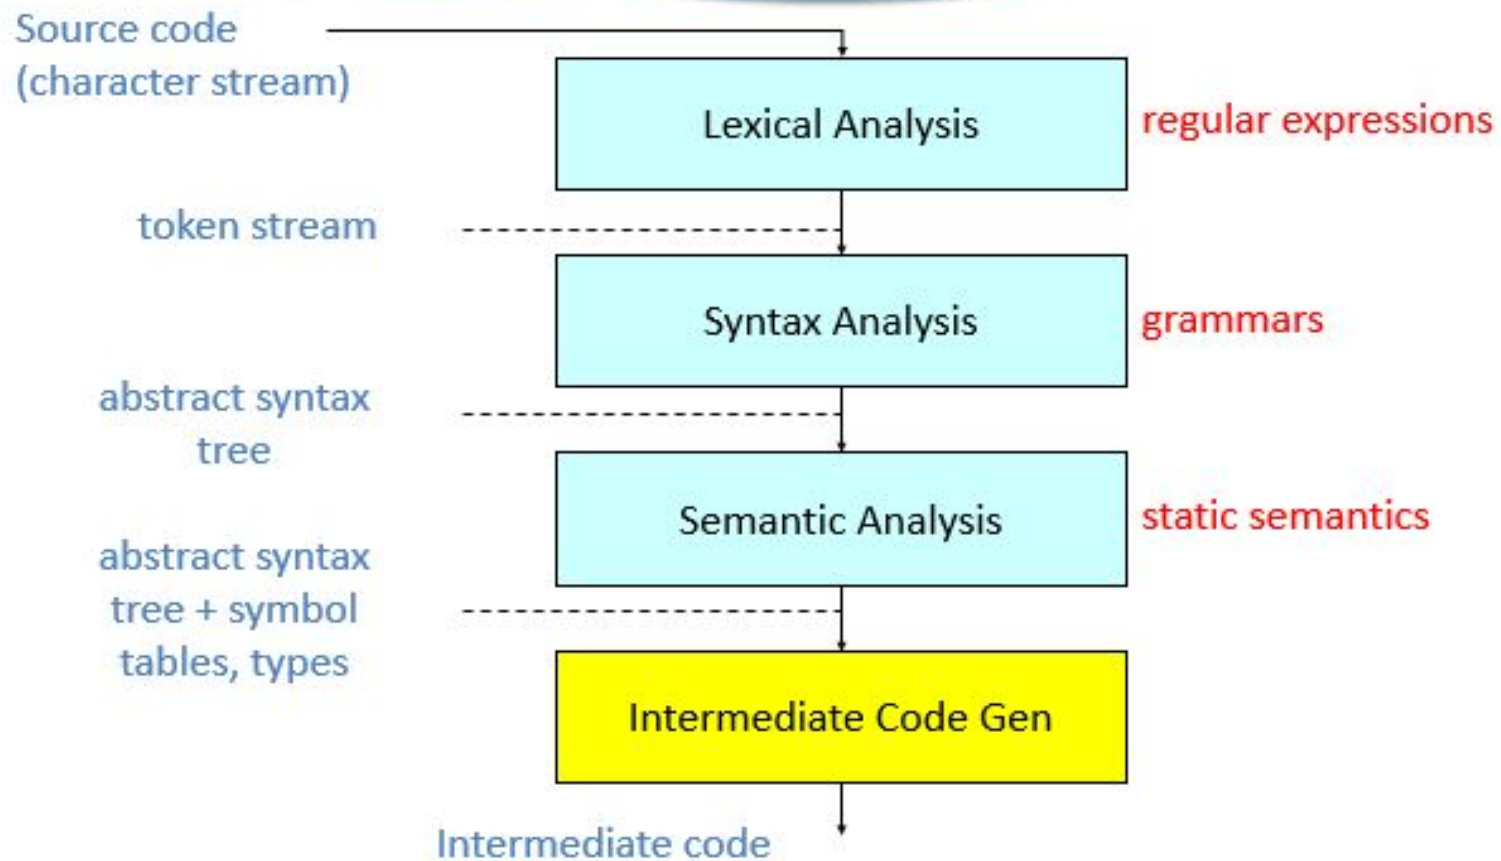 Source code
(character stream)
Lexical Analysis
regular expressions
token stream
Syntax Analysis
grammars
abstract syntax
tree
Semantic Analysis
static semantics
abstract syntax
tree + symbol
tables, types
Intermediate Code Gen
Intermediate code